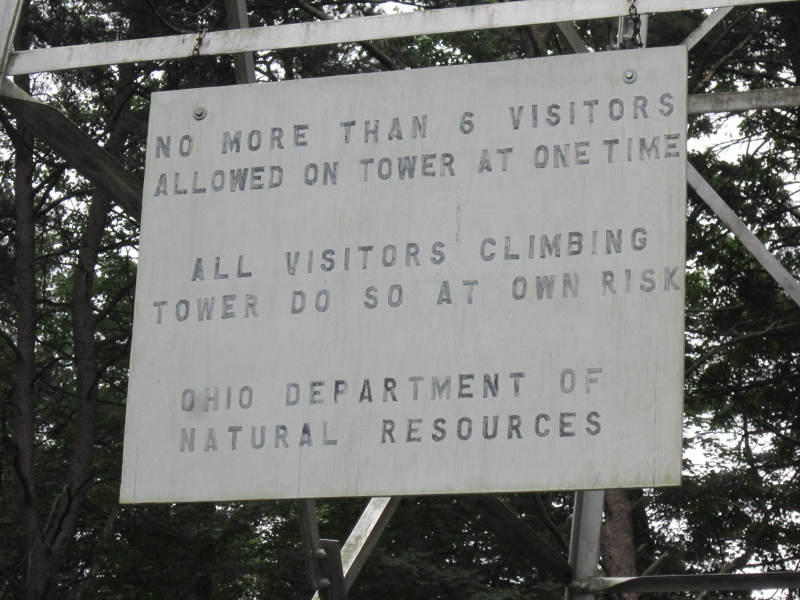 NO MORE THAN 6 VISITORS
ALLOWED ON TOWER AT ONE TIME
ALL VISITORS CLIMBING
TOWER DO SO AT OWN RISK
OHIO DEPARTMENT OF
NATURAL RESOURCES